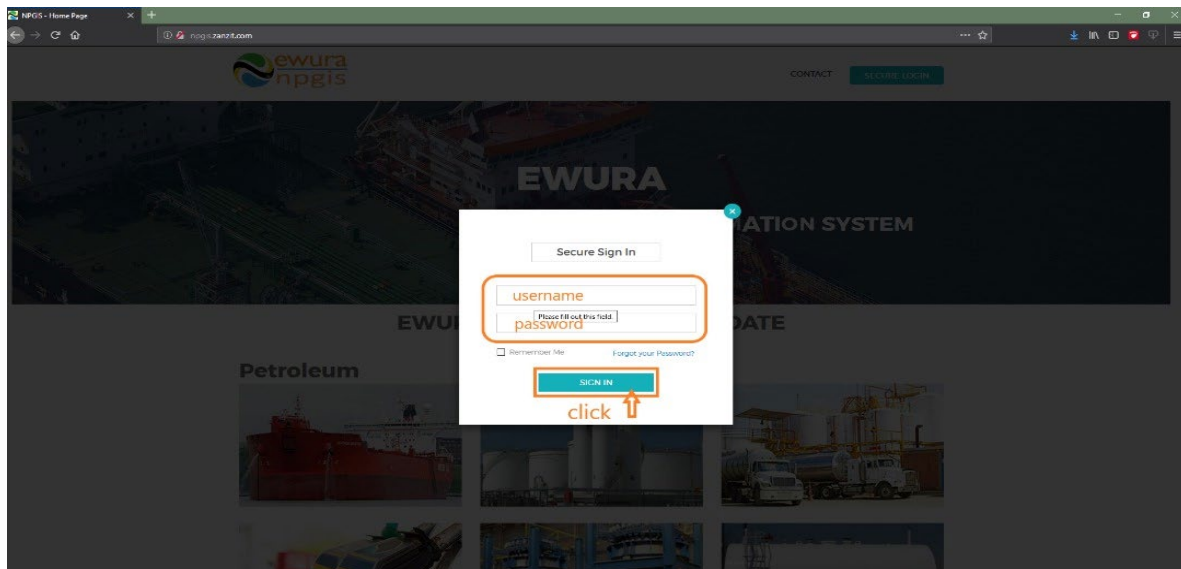 NPGIS - Home Page
npgis.zanzit.com
ewura
npgis
CONTACT
SECURE LOGIN
EWURA
ATION SYSTEM
Secure Sign In
username
Please fill out this field.
password
EWU
DATE
Remember Me
Forgot your Password?
SIGN IN
click
Petroleum